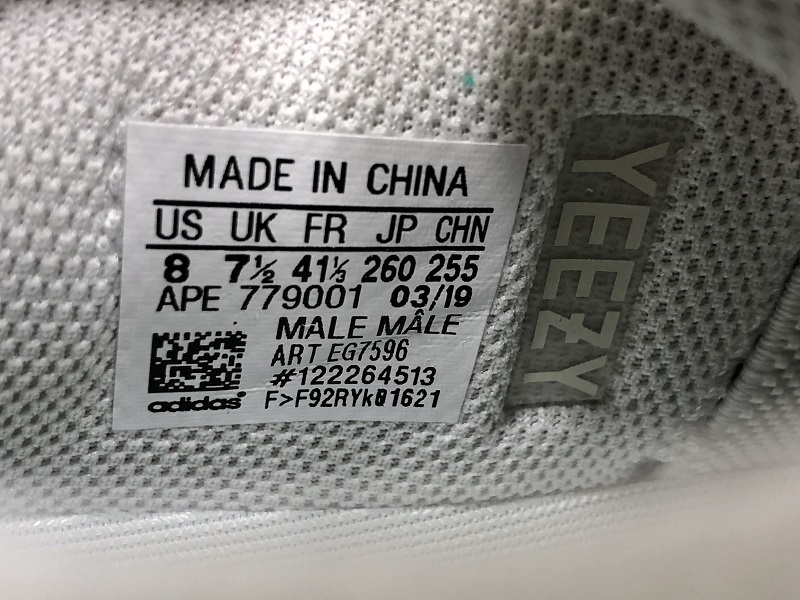 MADE IN CHINA
US UK FR JP CHN
8 7½ 41⅓ 260 255
APE 779001 03/19
MALE MÂLE
ART EG7596
#122264513
F>F92RYk01621
adidas
YEEZY